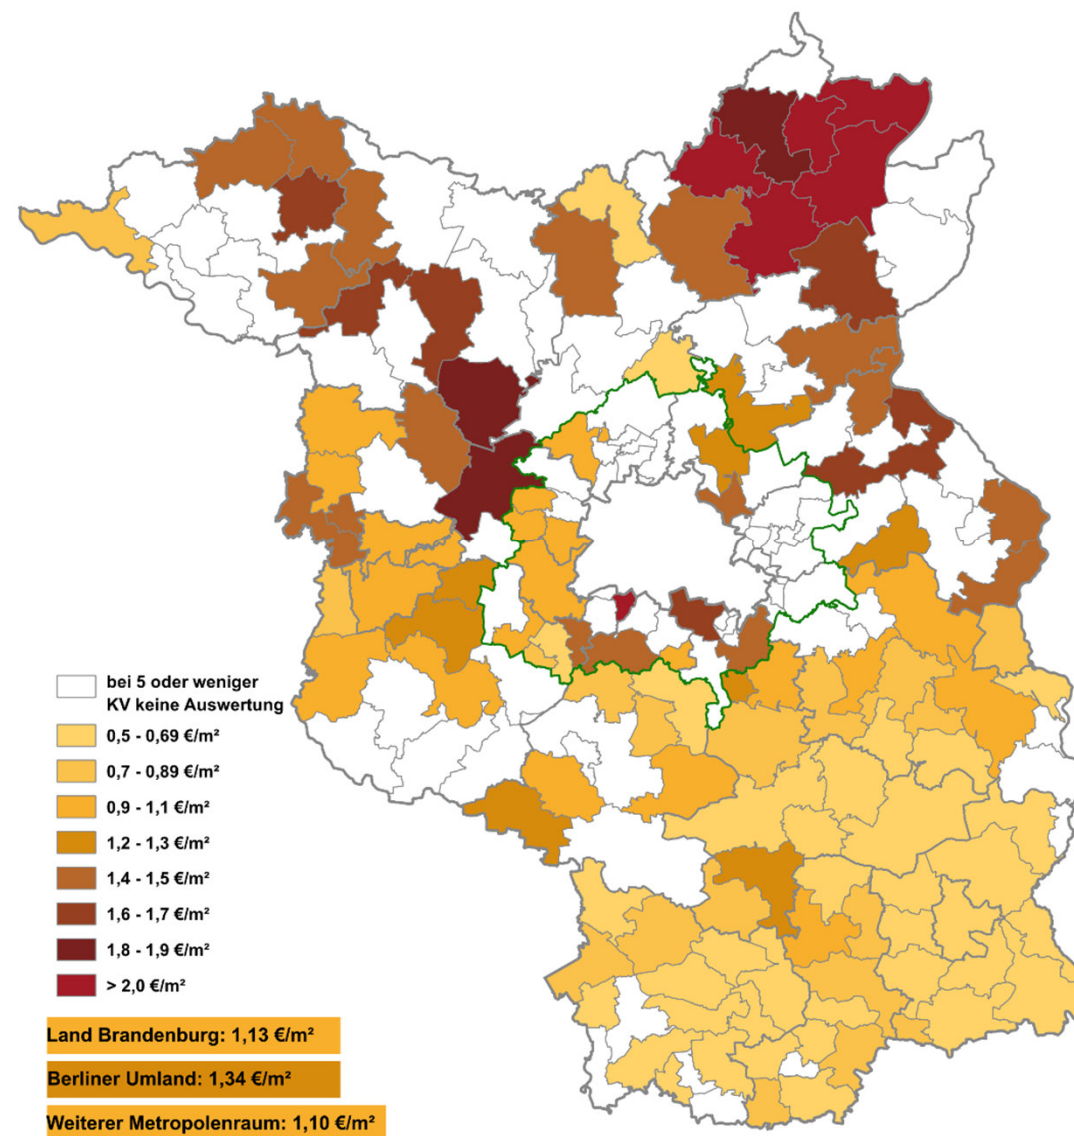 bei 5 oder weniger
KV keine Auswertung
0,5 - 0,69 €/m²
0,7 - 0,89 €/m²
0,9 - 1,1 €/m²
1,2 - 1,3 €/m²
1,4 - 1,5 €/m²
1,6 - 1,7 €/m²
1,8 - 1,9 €/m²
> 2,0 €/m²
Land Brandenburg: 1,13 €/m²
Berliner Umland: 1,34 €/m²
Weiterer Metropolenraum: 1,10 €/m²